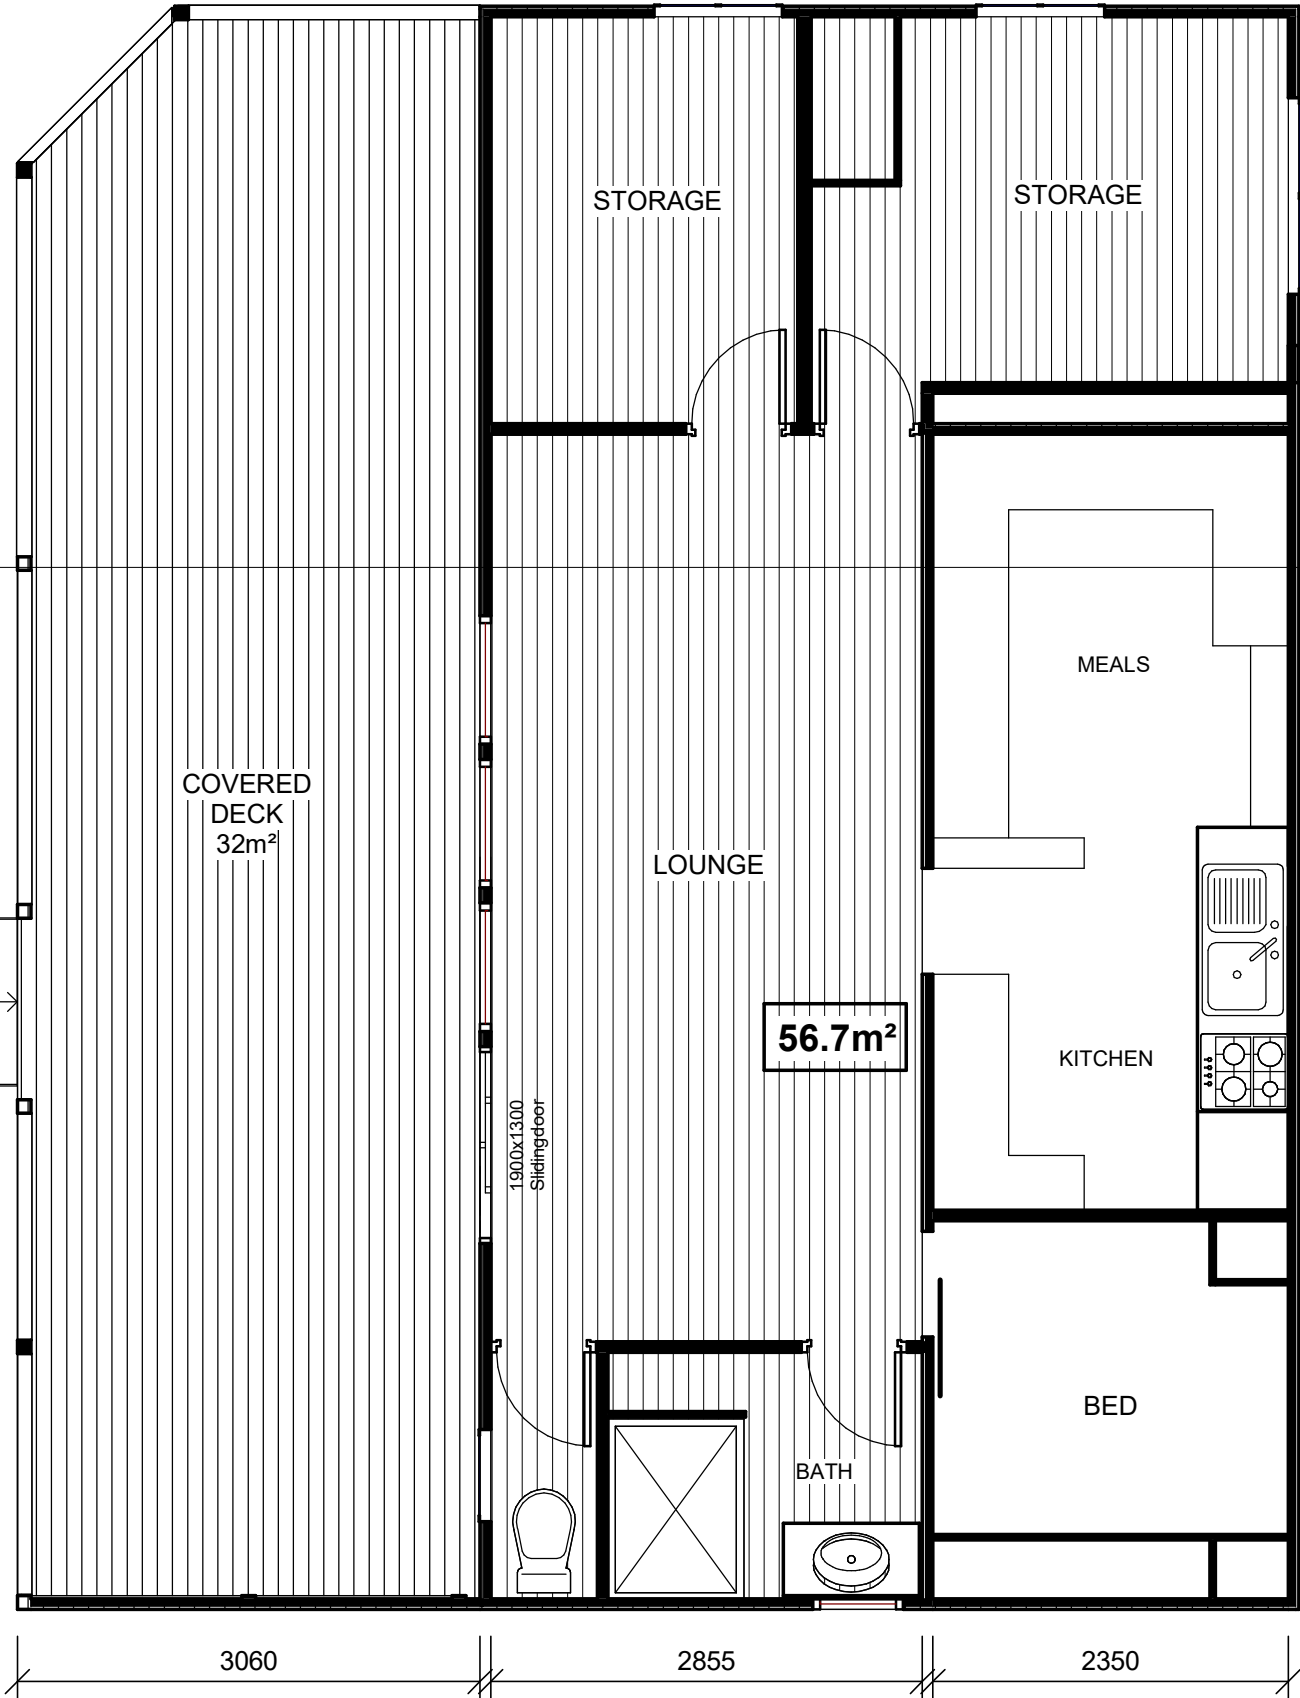 STORAGE
STORAGE
MEALS
COVERED
DECK
32m²
LOUNGE
56.7m²
KITCHEN
1900x1300
Slidingdoor
BED
BATH
3060
2855
2350